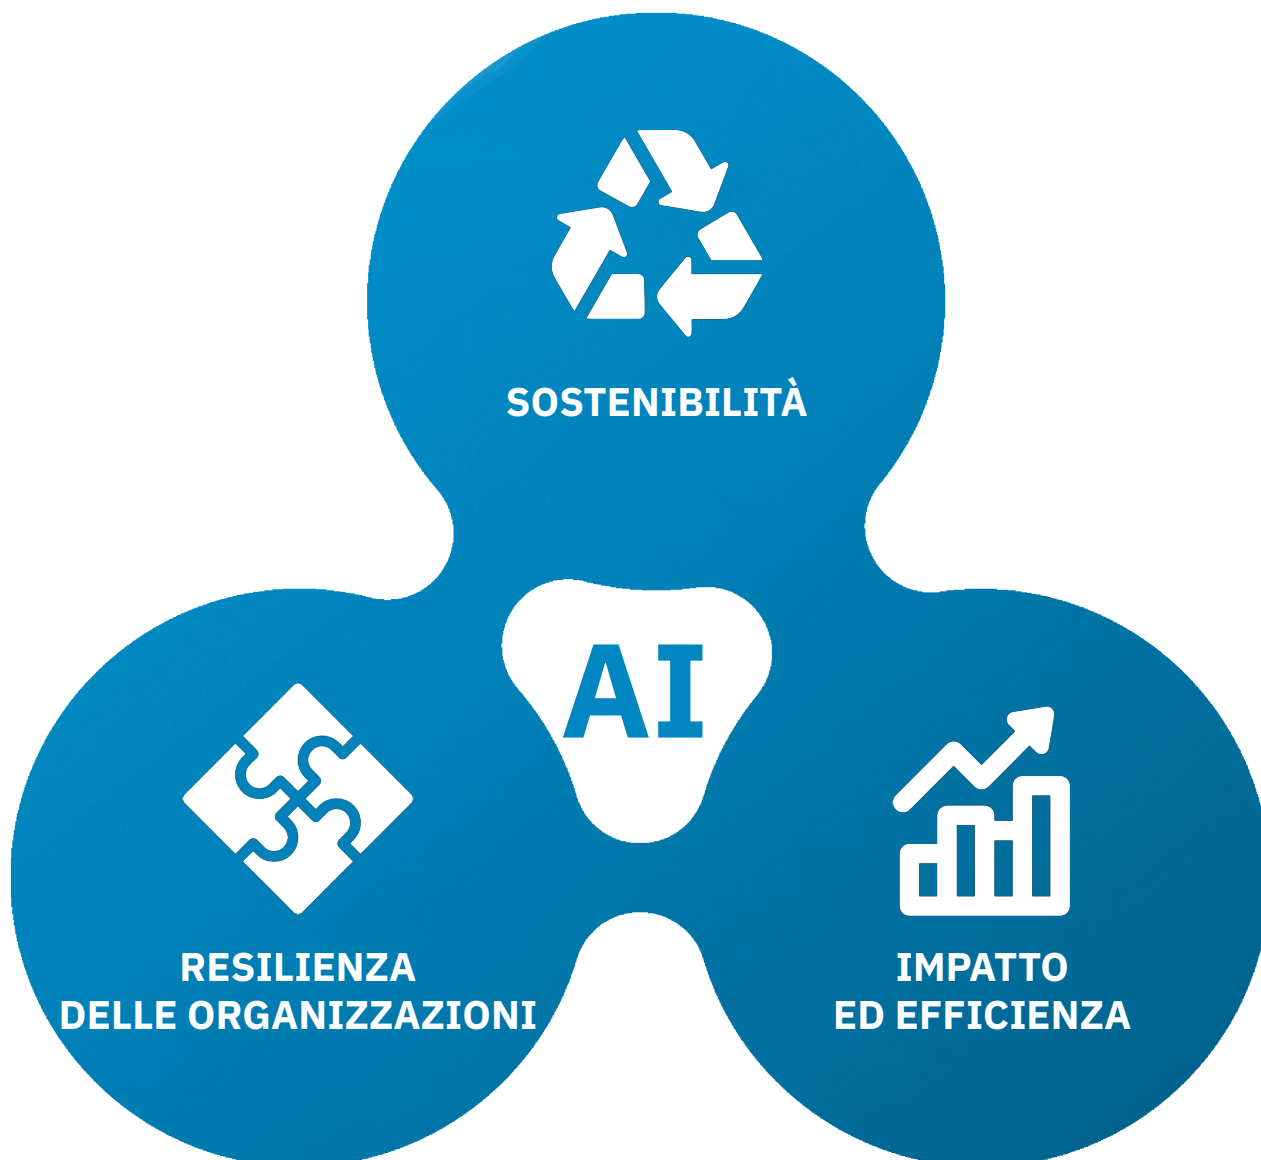 SOSTENIBILITÀ
AI
RESILIENZA
DELLE ORGANIZZAZIONI
IMPATTO
ED EFFICIENZA